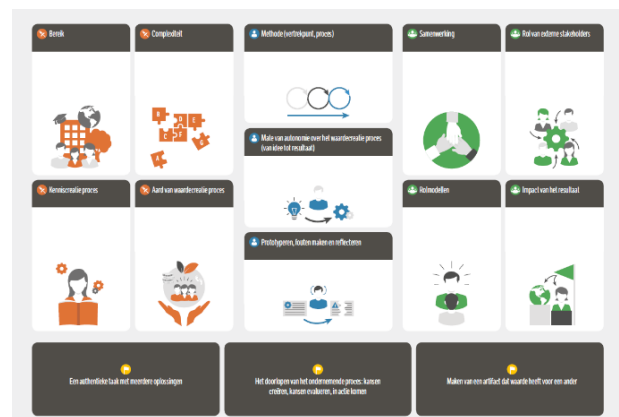 Bereik
Complexiteit
Methode (vertrekpunt, proces)
Samenwerking
Rol van externe stakeholders
Mate van autonomie over het waardecreatie proces
(van idee tot resultaat)
Kenniscreatie proces
Aard van waardecreatie proces
Rolmodellen
Impact van het resultaat
Prototyperen, fouten maken en reflecteren
Een authentieke taak met meerdere oplossingen
Het doorlopen van het ondernemende proces: kansen
creëren, kansen evalueren, in actie komen
Maken van een artifact dat waarde heeft voor een ander